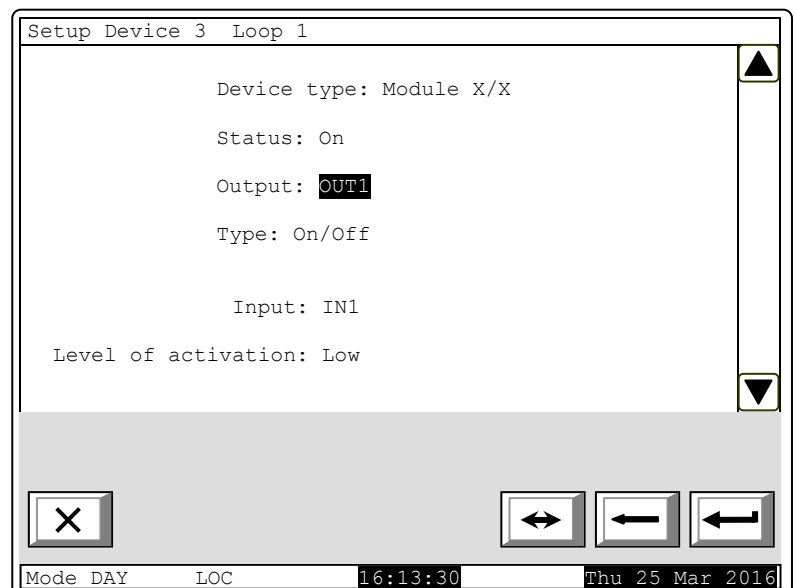 Setup Device 3 Loop 1
Device type: Module X/X
Status: On
Output: OUT1
Type: On/Off
Input: IN1
Level of activation: Low
Mode DAY LOC 16:13:30 Thu 25 Mar 2016